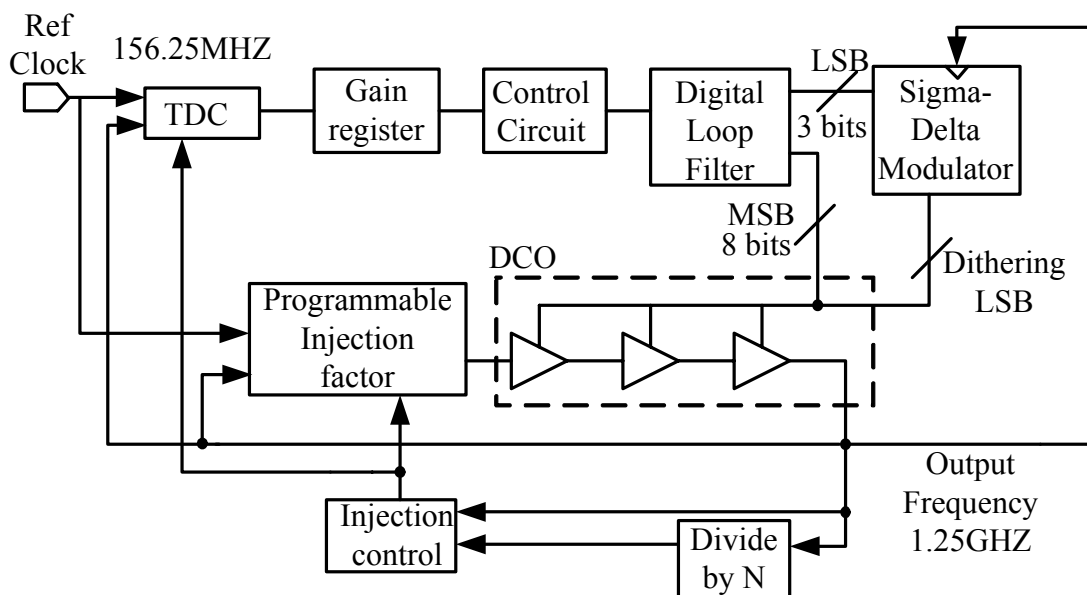 Ref
Clock
156.25MHZ
TDC
Gain
register
Control
Circuit
Digital
Loop
Filter
LSB
3 bits
Sigma-
Delta
Modulator
MSB
8 bits
Dithering
LSB
DCO
Programmable
Injection
factor
Injection
control
Divide
by N
Output
Frequency
1.25GHZ